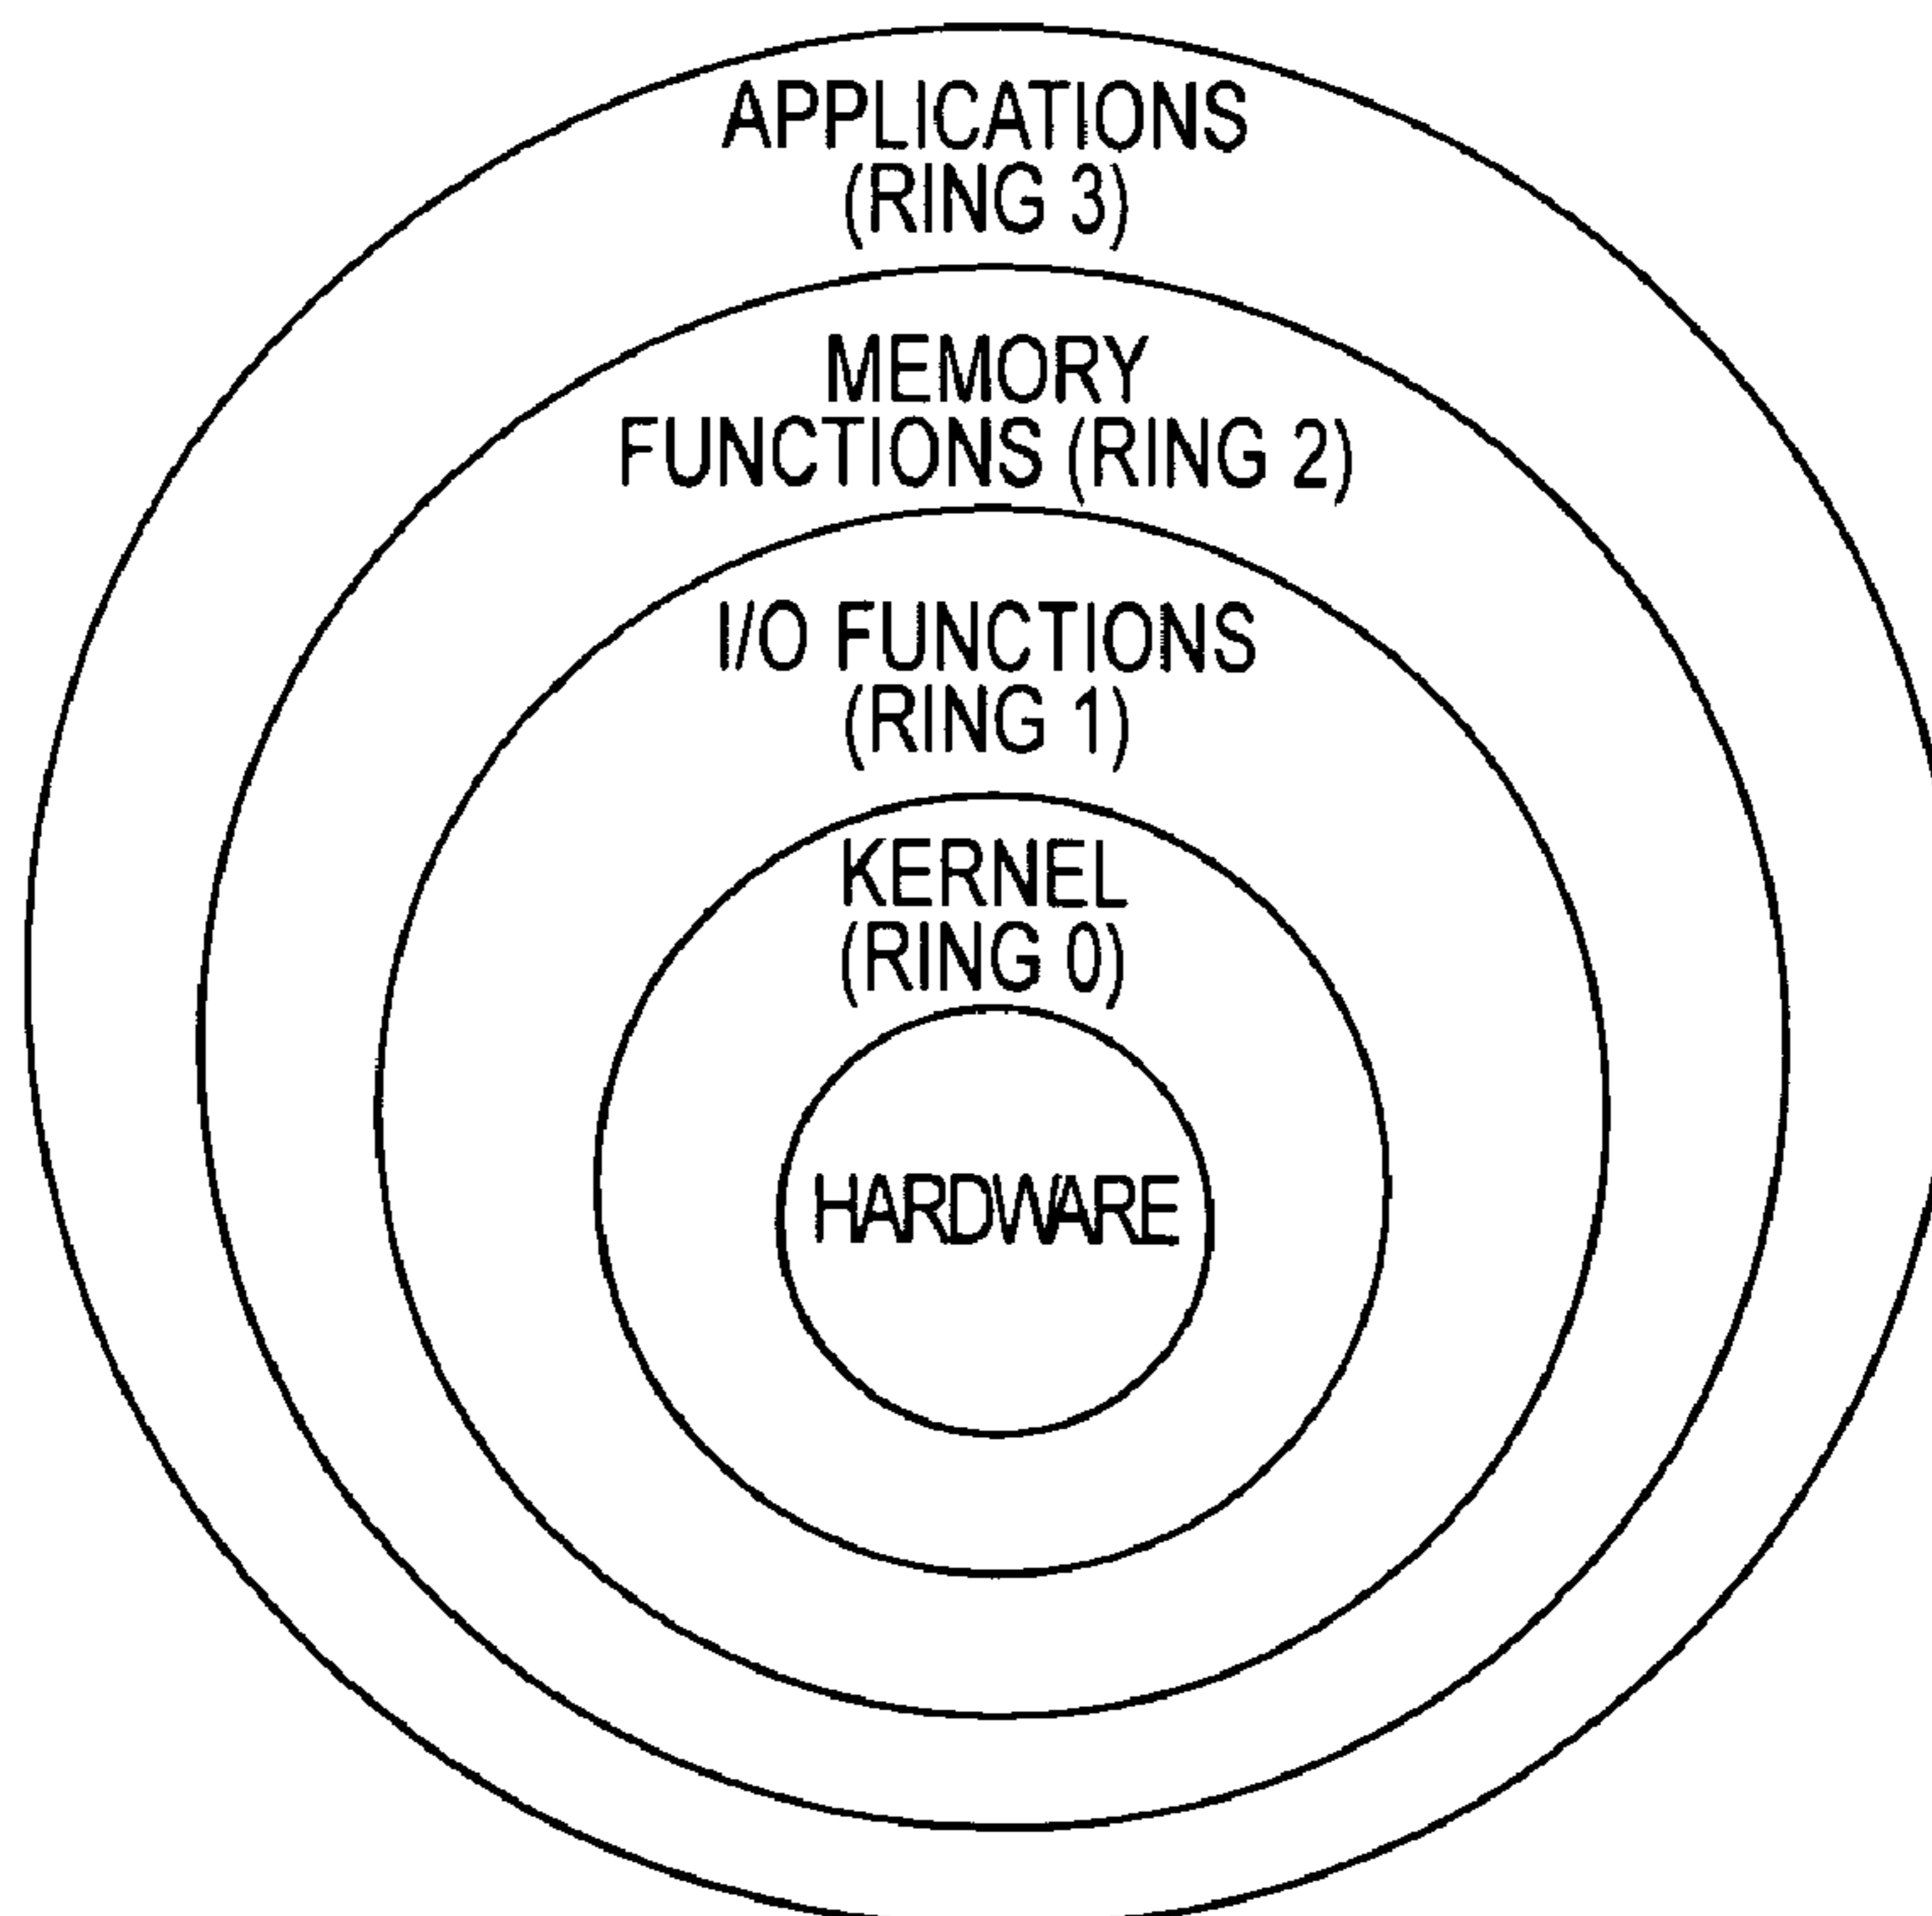 APPLICATIONS
(RING 3)
MEMORY
FUNCTIONS (RING 2)
I/O FUNCTIONS
(RING 1)
KERNEL
(RING 0)
HARDWARE